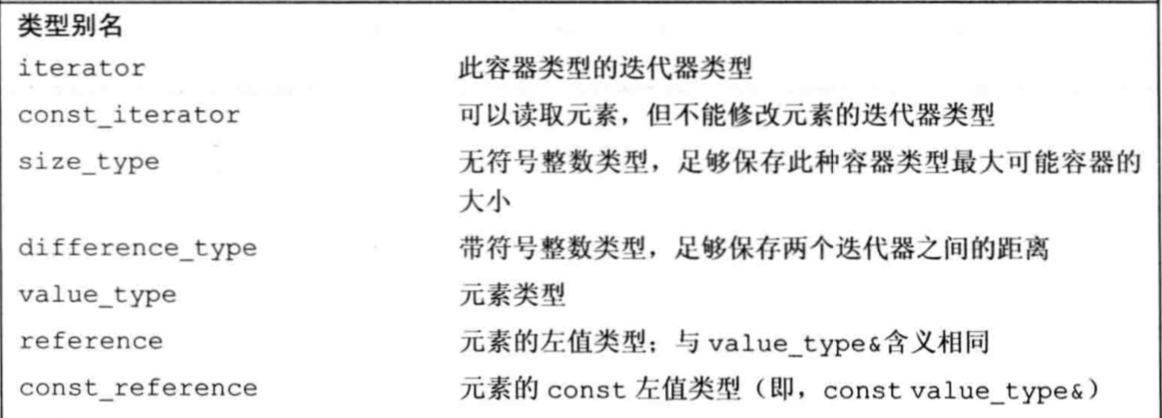 类型别名
iterator 此容器类型的迭代器类型
const_iterator 可以读取元素，但不能修改元素的迭代器类型
size_type 无符号整数类型，足够保存此种容器类型最大可能容器的
大小
difference_type 带符号整数类型，足够保存两个迭代器之间的距离
value_type 元素类型
reference 元素的左值类型；与 value_type&含义相同
const_reference 元素的 const 左值类型（即，const value_type&）